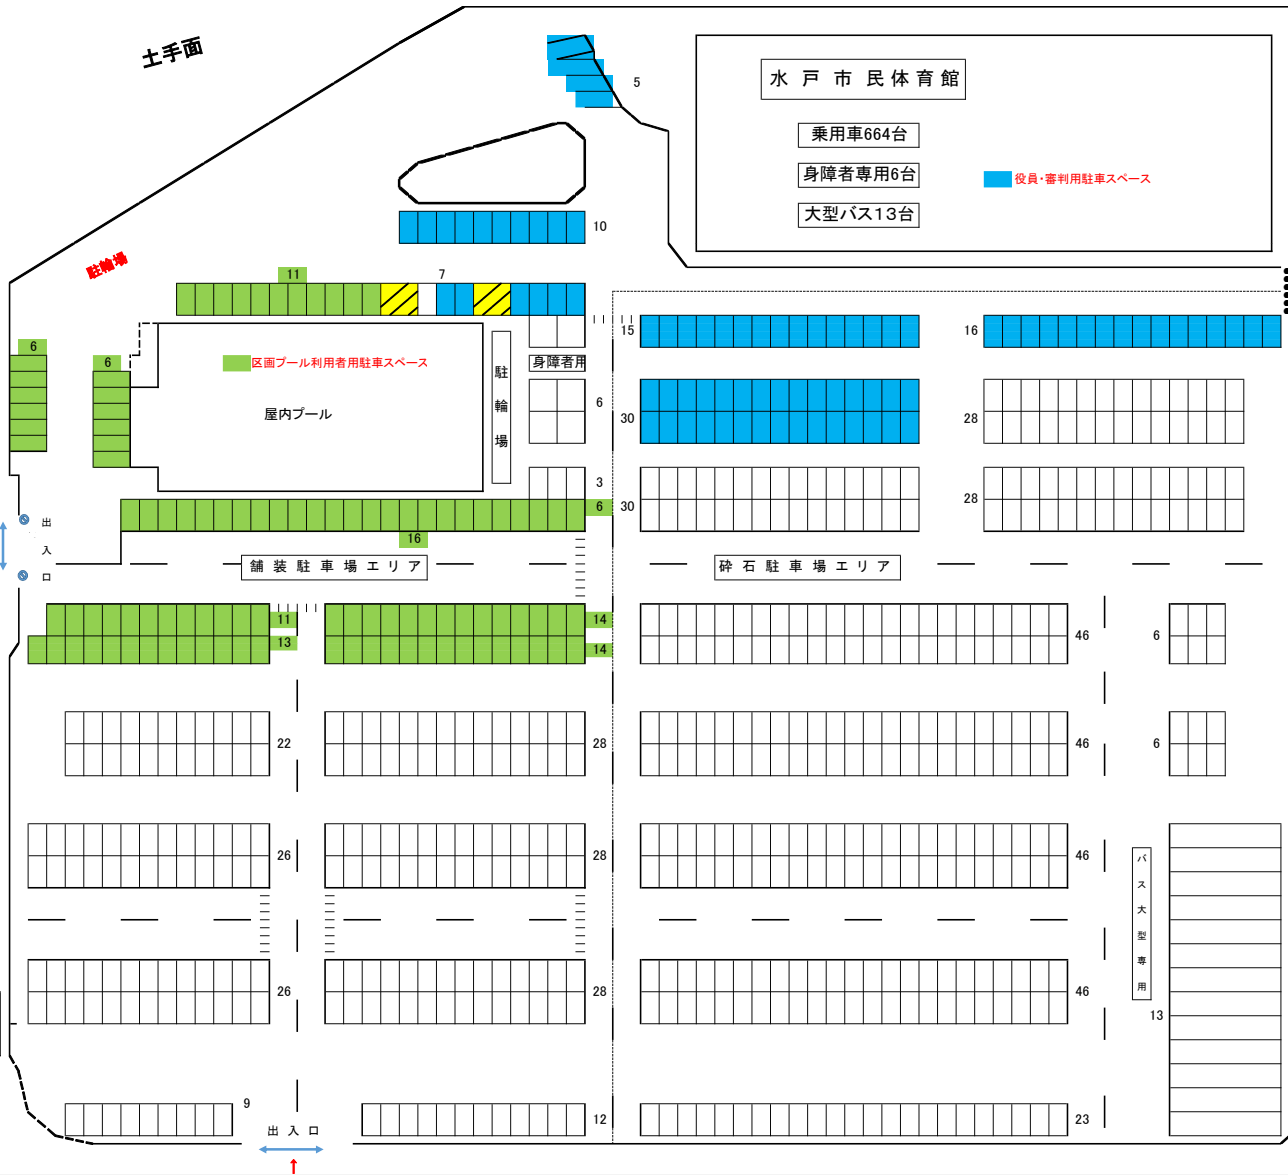 土手面
5
水戸市民体育館
乗用車664台
身障者専用6台
役員・審判用駐車スペース
大型バス13台
10
駐輪場
11
7
15
16
6
6
区画プール利用者用駐車スペース
身障者用
駐輪場
屋内プール
6
30
28
3
6
30
28
出入口
16
舗装駐車場エリア
砕石駐車場エリア
11
14
13
14
46
6
22
28
46
6
26
28
46
バス大型専用
26
28
46
13
9
12
23
出入口